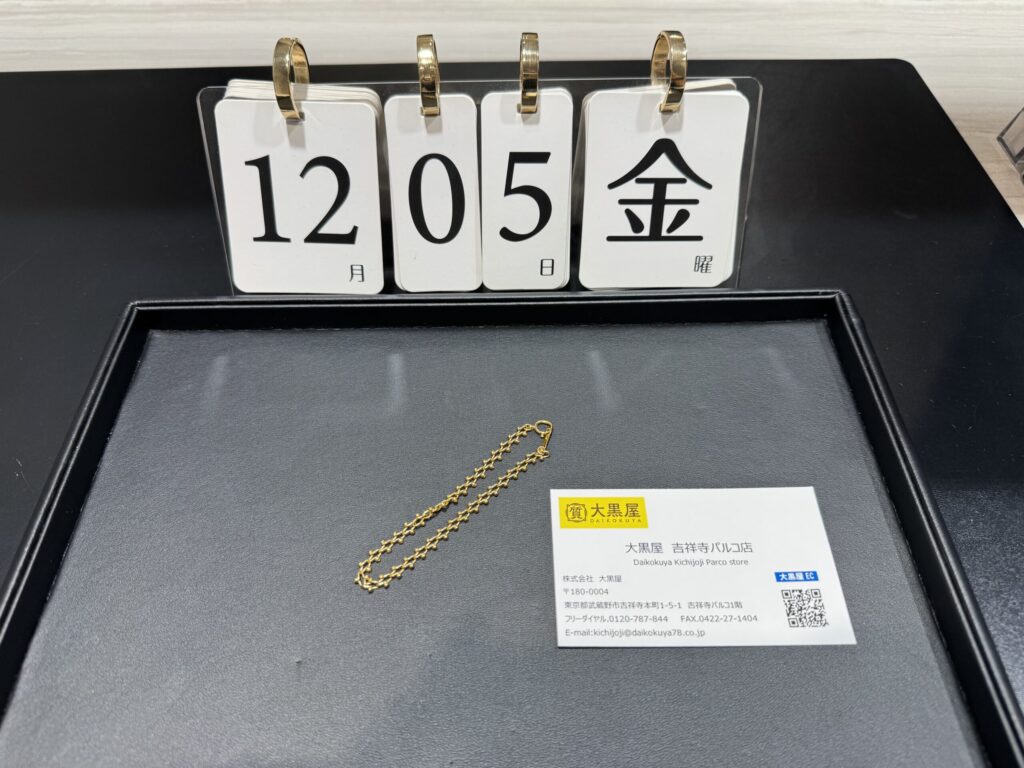 12月 05日 金曜
質 大黒屋
DAIKOKUYA
大黒屋 吉祥寺パルコ店
Daikokuya Kichijoji Parco store
株式会社 大黒屋
〒180-0004
東京都武蔵野市吉祥寺本町1-5-1 吉祥寺パルコ1階
フリーダイヤル.0120-787-844 FAX.0422-27-1404
E-mail:kichijoji@daikokuya78.co.jp
大黒屋 EC